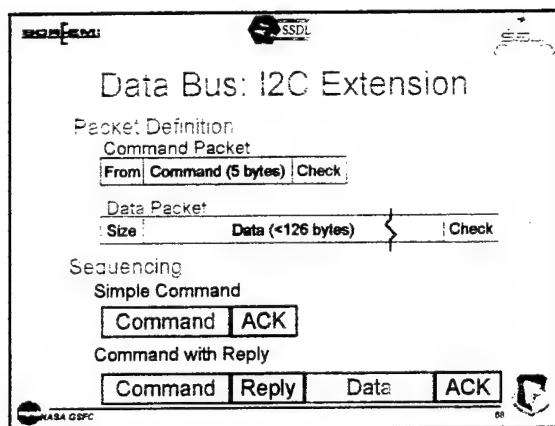 SSDL
Data Bus: I2C Extension
Packet Definition
Command Packet
From Command (5 bytes) Check
Data Packet
Size Data (<126 bytes) Check
Sequencing
Simple Command
Command ACK
Command with Reply
Command Reply Data ACK
NASA GSFC
68